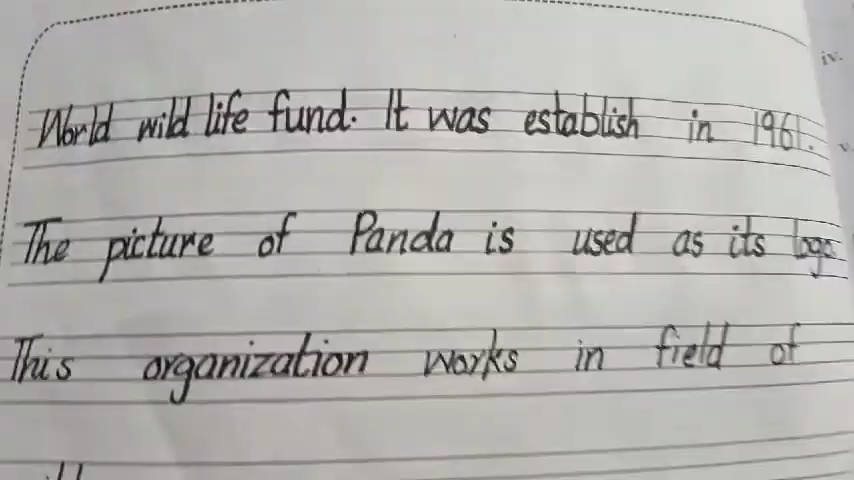 World wild life fund. It was establish in 1961.
The picture of Panda is used as its logo
This organization works in field of
iv.
v.